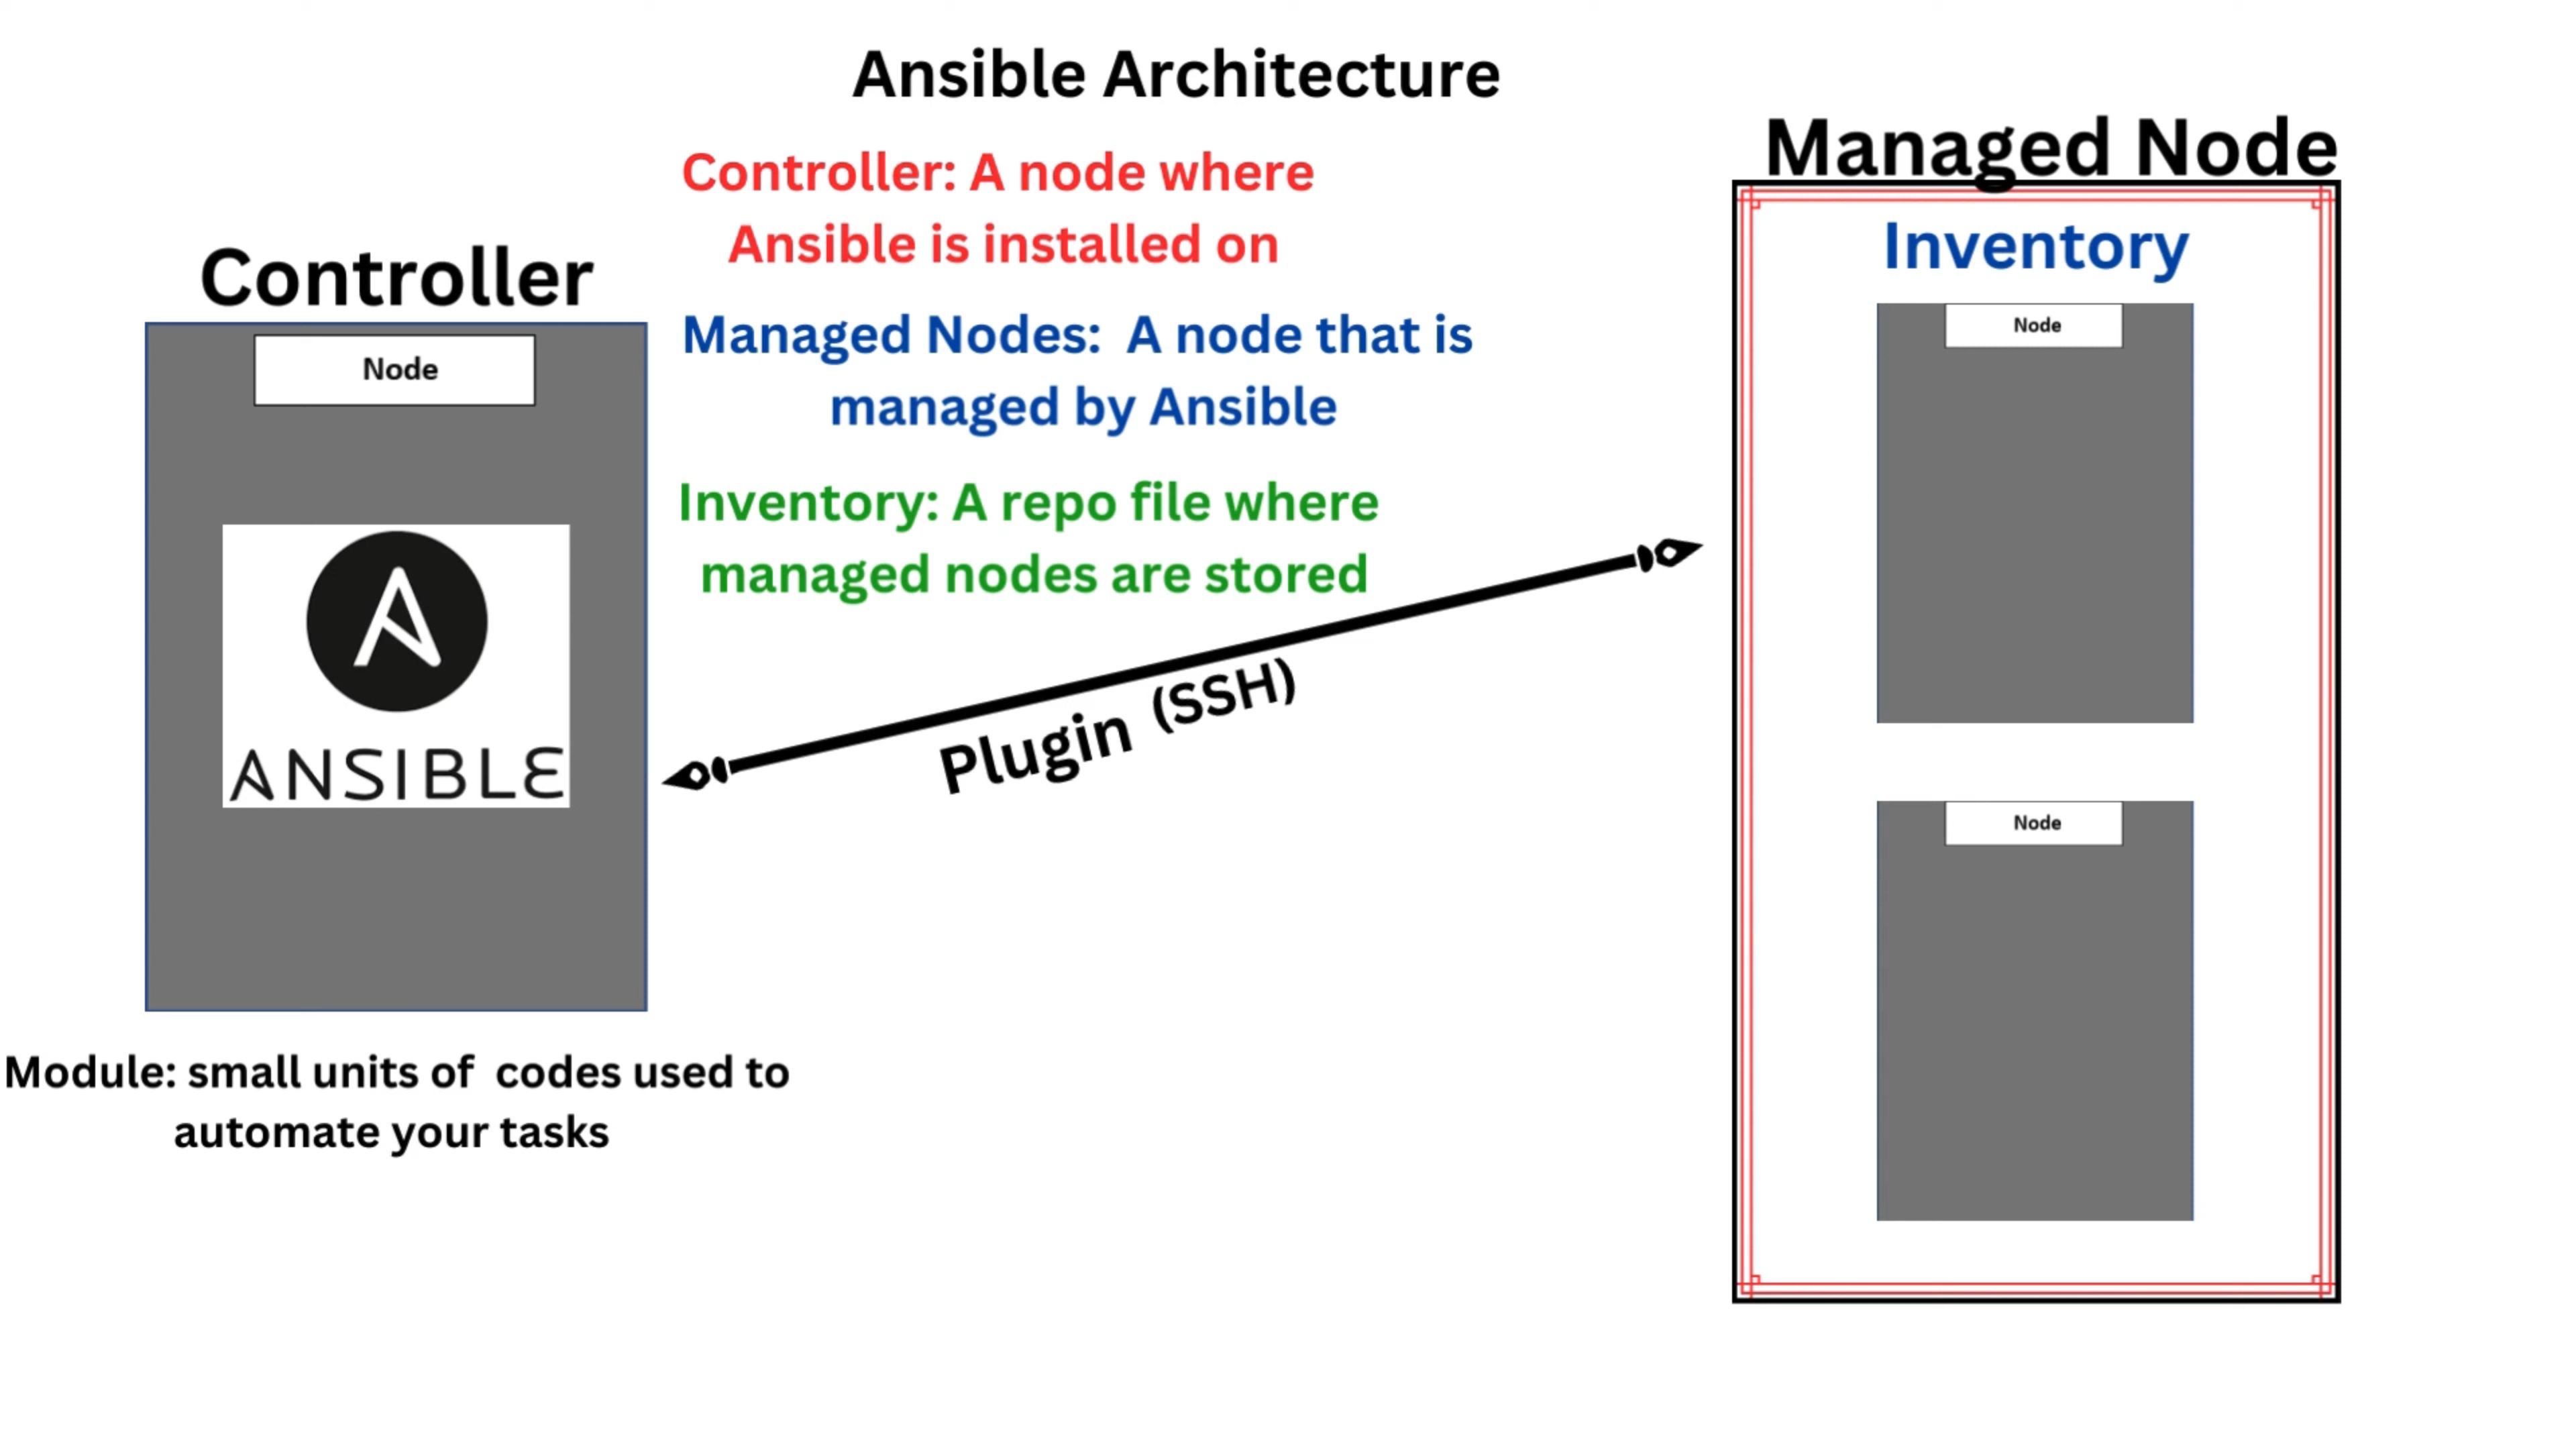 Ansible Architecture
Controller: A node where
Ansible is installed on
Managed Nodes: A node that is
managed by Ansible
Inventory: A repo file where
managed nodes are stored
Controller
Node
ANSIBLE
Module: small units of codes used to
automate your tasks
Plugin (SSH)
Managed Node
Inventory
Node
Node